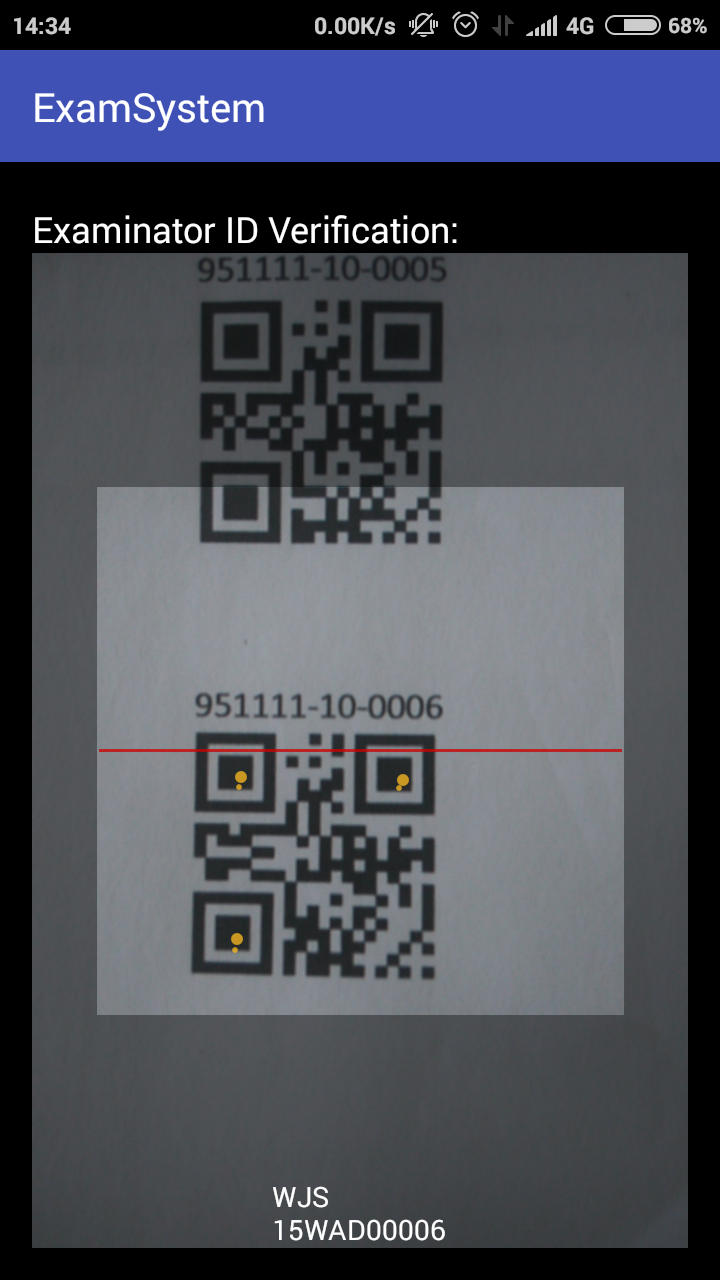 14:34 0.00K/s 4G 68%
ExamSystem
Examinator ID Verification:
951111-10-0005
951111-10-0006
WJS
15WAD00006